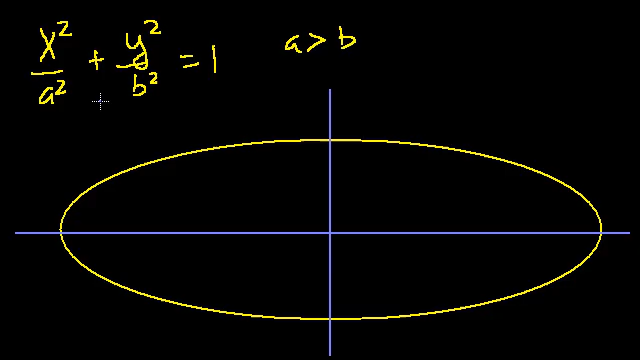 x²/a² + y²/b² = 1  a > b